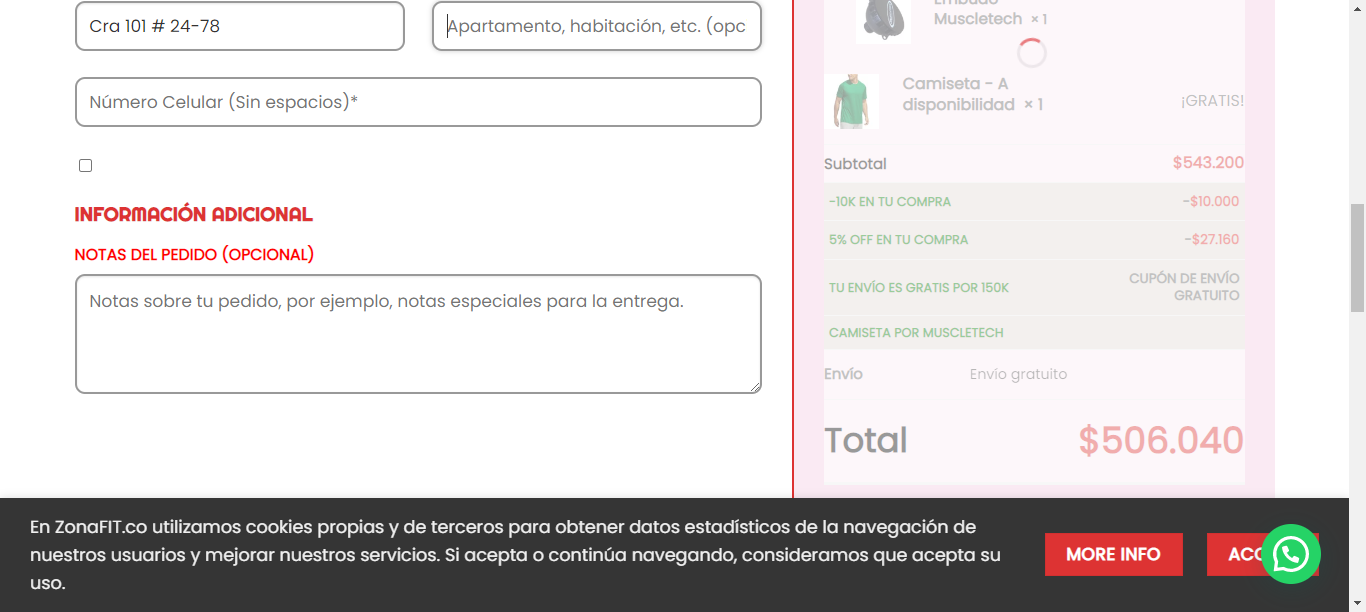 Cra 101 # 24-78
Apartamento, habitación, etc. (opc
Número Celular (Sin espacios)*
INFORMACIÓN ADICIONAL
NOTAS DEL PEDIDO (OPCIONAL)
Notas sobre tu pedido, por ejemplo, notas especiales para la entrega.
Embudo
Muscletech × 1
Camiseta - A
disponibilidad × 1
¡GRATIS!
Subtotal $543.200
-10K EN TU COMPRA -$10.000
5% OFF EN TU COMPRA -$27.160
TU ENVÍO ES GRATIS POR 150K CUPÓN DE ENVÍO
GRATUITO
CAMISETA POR MUSCLETECH
Envío Envío gratuito
Total $506.040
En ZonaFIT.co utilizamos cookies propias y de terceros para obtener datos estadísticos de la navegación de
nuestros usuarios y mejorar nuestros servicios. Si acepta o continúa navegando, consideramos que acepta su
uso.
MORE INFO